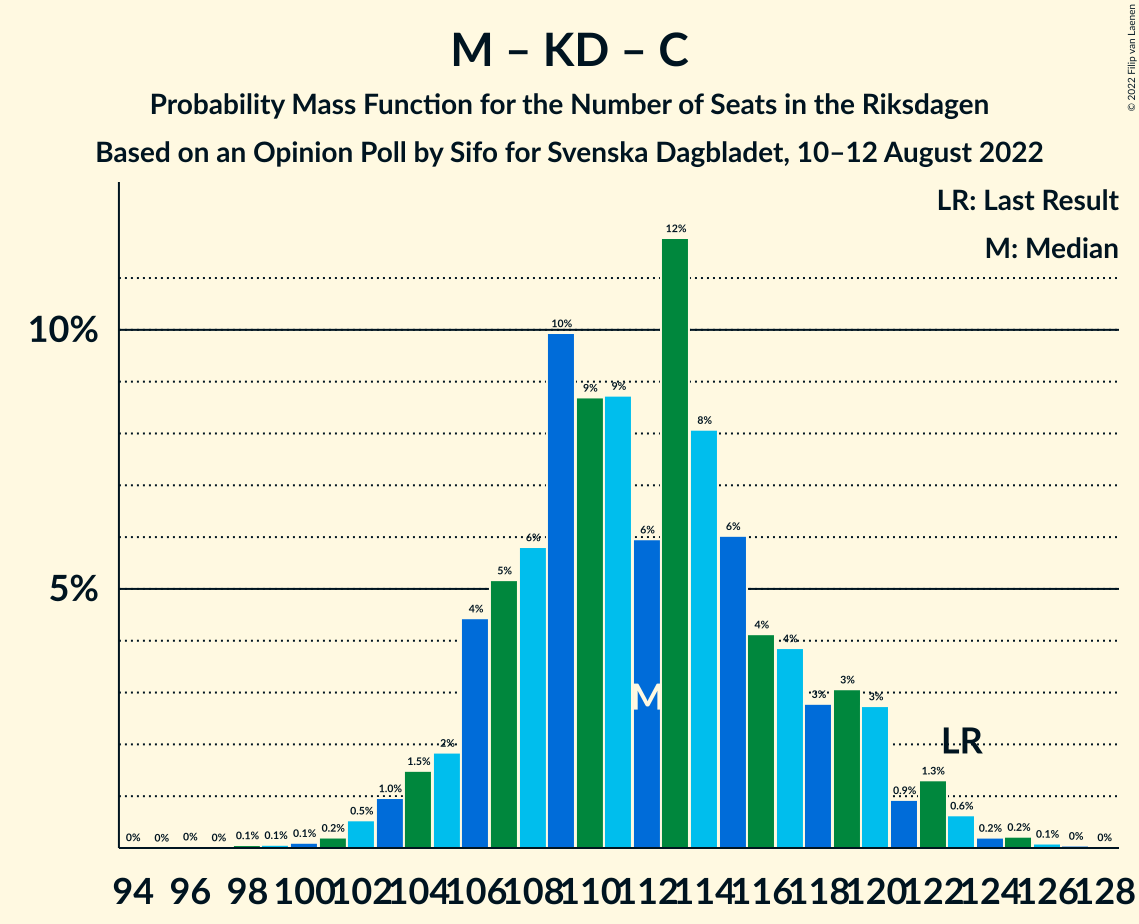 M – KD – C
Probability Mass Function for the Number of Seats in the Riksdagen
Based on an Opinion Poll by Sifo for Svenska Dagbladet, 10–12 August 2022
© 2022 Filip van Laenen
LR: Last Result
M: Median
12%
10%
10%
9%
9%
8%
6%
6%
6%
5%
5%
4%
4%
4%
M
3%
3%
3%
LR
2%
1.5%
1.3%
1.0%
0.9%
0.6%
0.5%
0% 0% 0% 0% 0.1% 0.1% 0.1% 0.2% 0.2% 0.2% 0.1% 0% 0%
94 96 98 100 102 104 106 108 110 112 114 116 118 120 122 124 126 128